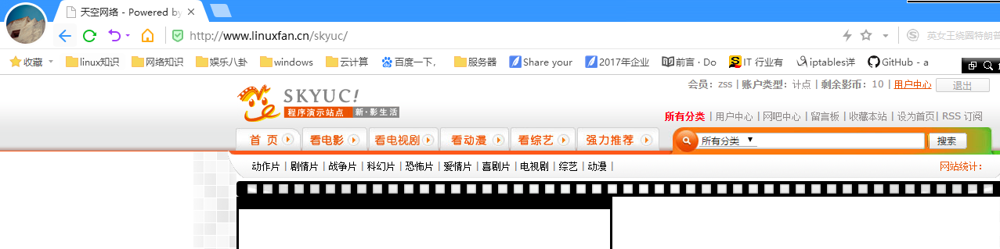 天空网络 - Powered by
http://www.linuxfan.cn/skyuc/
英女王绕园特朗普
收藏 linux知识 网络知识 娱乐八卦 windows 云计算 百度一下, 服务器 Share your 2017年企业 前言 · Do IT 行业有 iptables详 GitHub - a
会员：zss | 账户类型：计点 | 剩余影币：10 | 用户中心 退出
SKYUC!
程序演示站点 新·影生活
所有分类 | 用户中心 | 网吧中心 | 留言板 | 收藏本站 | 设为首页 | RSS 订阅
首 页 看电影 看电视剧 看动漫 看综艺 强力推荐 所有分类 搜索
动作片 | 剧情片 | 战争片 | 科幻片 | 恐怖片 | 爱情片 | 喜剧片 | 电视剧 | 综艺 | 动漫 | 网站统计：